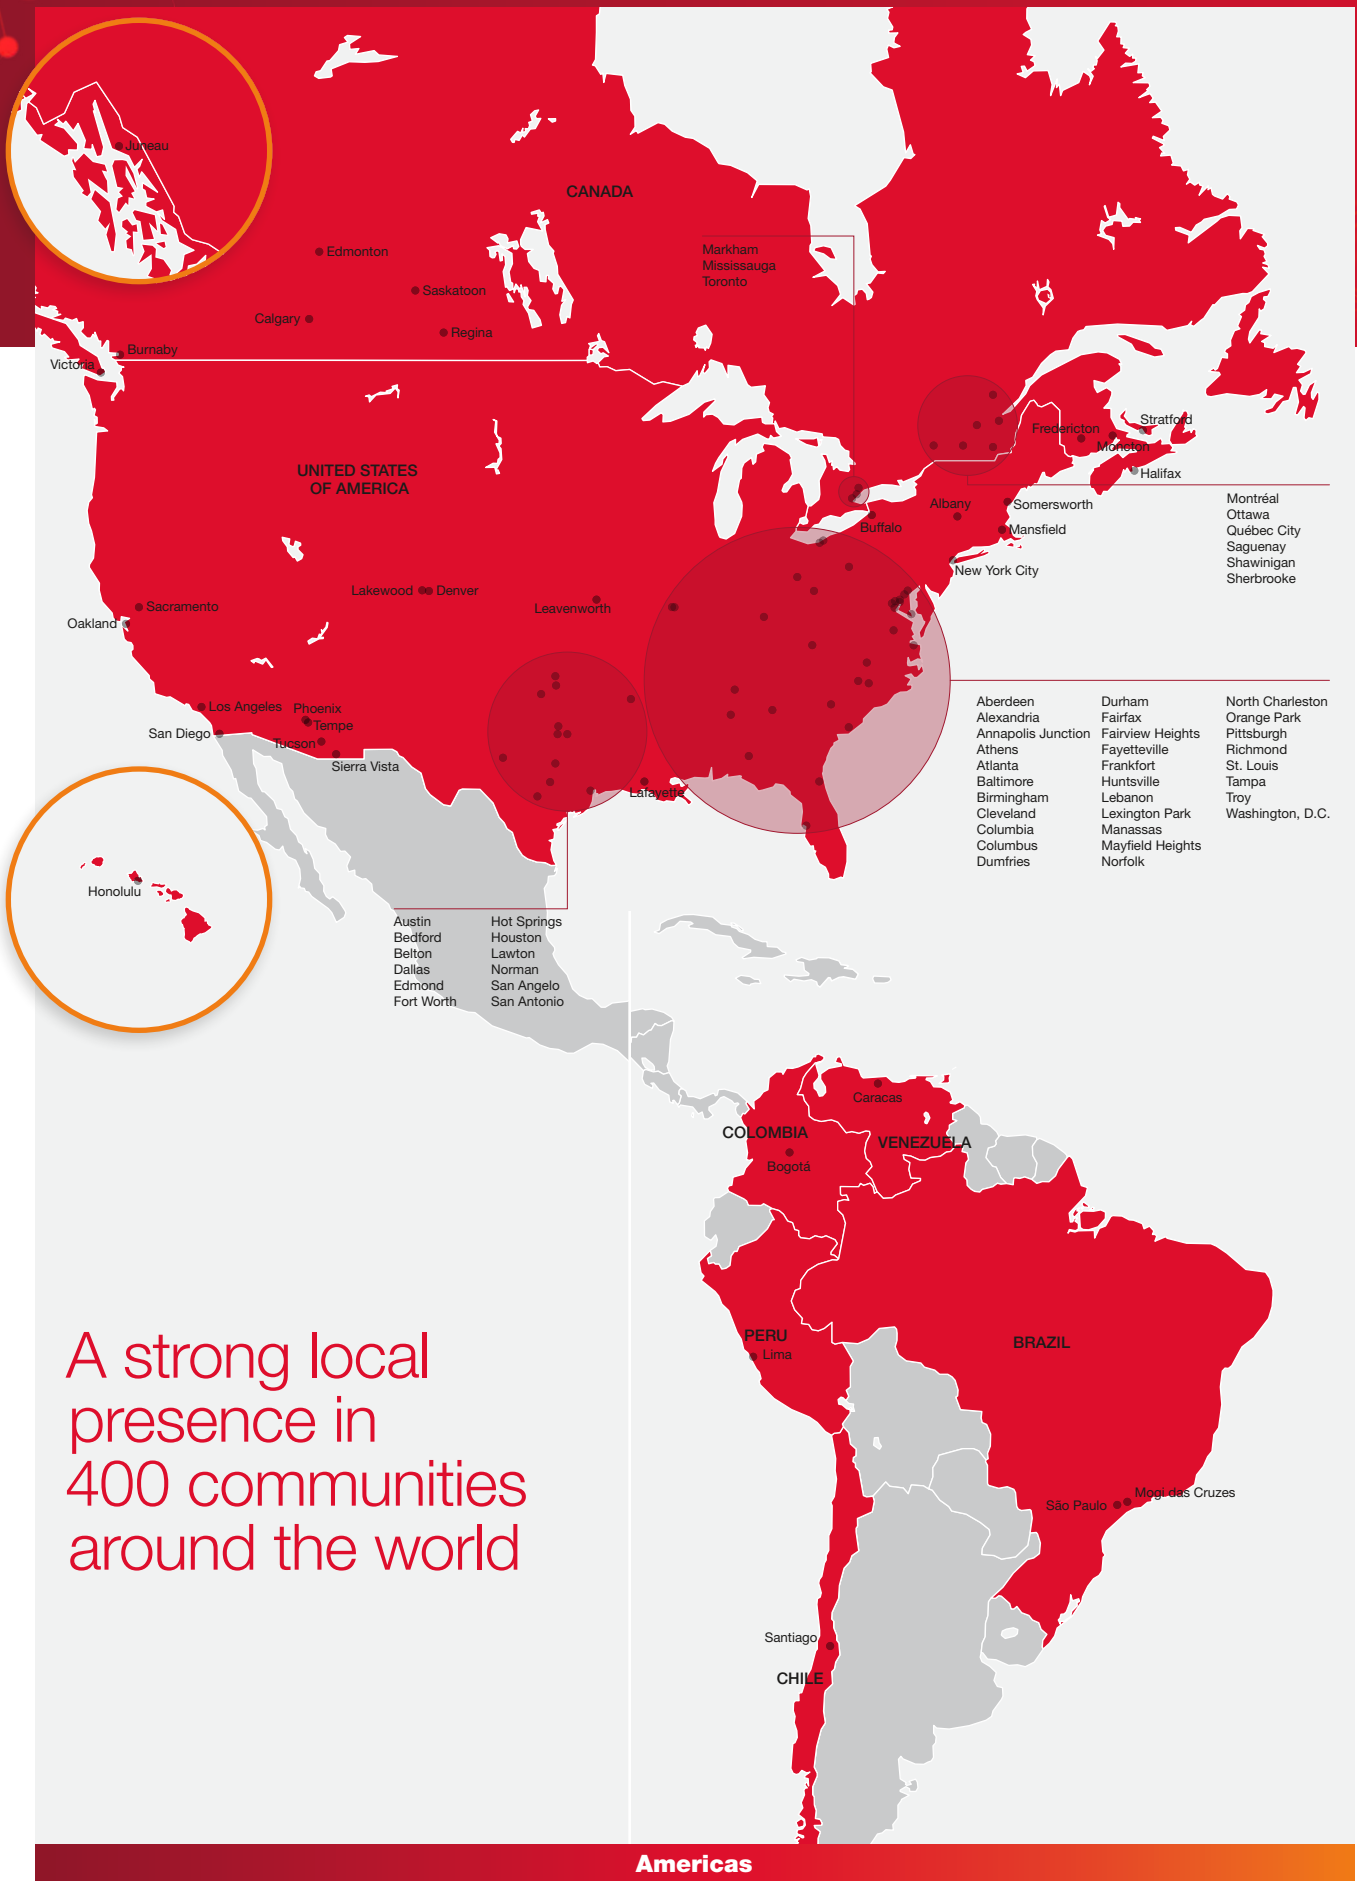 Juneau
CANADA
Edmonton
Saskatoon
Calgary
Regina
Burnaby
Victoria
Markham
Mississauga
Toronto
UNITED STATES
OF AMERICA
Fredericton
Stratford
Moncton
Halifax
Albany
Somersworth
Buffalo
Mansfield
New York City
Montréal
Ottawa
Québec City
Saguenay
Shawinigan
Sherbrooke
Lakewood
Denver
Leavenworth
Sacramento
Oakland
Los Angeles
Phoenix
Tempe
San Diego
Tucson
Sierra Vista
Lafayette
Aberdeen
Alexandria
Annapolis Junction
Athens
Atlanta
Baltimore
Birmingham
Cleveland
Columbia
Columbus
Dumfries
Durham
Fairfax
Fairview Heights
Fayetteville
Frankfort
Huntsville
Lebanon
Lexington Park
Manassas
Mayfield Heights
Norfolk
North Charleston
Orange Park
Pittsburgh
Richmond
St. Louis
Tampa
Troy
Washington, D.C.
Honolulu
Austin
Bedford
Belton
Dallas
Edmond
Fort Worth
Hot Springs
Houston
Lawton
Norman
San Angelo
San Antonio
Caracas
COLOMBIA
VENEZUELA
Bogotá
PERU
Lima
BRAZIL
A strong local
presence in
400 communities
around the world
São Paulo
Mogi das Cruzes
Santiago
CHILE
Americas